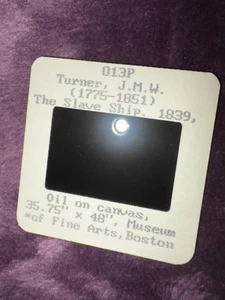 013P
Turner, J.M.W.
(1775-1851)
The Slave Ship. 1839,
Oil on canvas,
35.75" x 48", Museum
*of Fine Arts, Boston